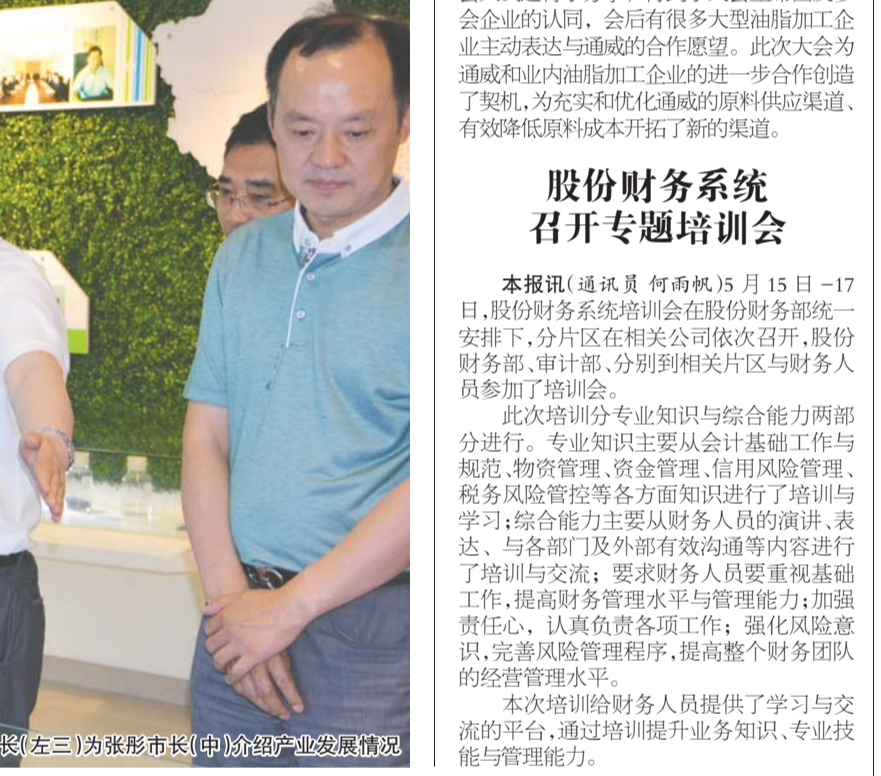 会企业的认同，会后有很多大型油脂加工企
业主动表达与通威的合作愿望。此次大会为
通威和业内油脂加工企业的进一步合作创造
了契机,为充实和优化通威的原料供应渠道、
有效降低原料成本开拓了新的渠道。
股份财务系统
召开专题培训会
本报讯(通讯员 何雨帆)5 月 15 日 -17
日,股份财务系统培训会在股份财务部统一
安排下,分片区在相关公司依次召开,股份
财务部、审计部、分别到相关片区与财务人
员参加了培训会。
此次培训分专业知识与综合能力两部
分进行。专业知识主要从会计基础工作与
规范、物资管理、资金管理、信用风险管理、
税务风险管控等各方面知识进行了培训与
学习;综合能力主要从财务人员的演讲、表
达、与各部门及外部有效沟通等内容进行
了培训与交流；要求财务人员要重视基础
工作,提高财务管理水平与管理能力;加强
责任心，认真负责各项工作；强化风险意
识,完善风险管理程序,提高整个财务团队
的经营管理水平。
本次培训给财务人员提供了学习与交
流的平台,通过培训提升业务知识、专业技
能与管理能力。
长(左三)为张彤市长(中)介绍产业发展情况